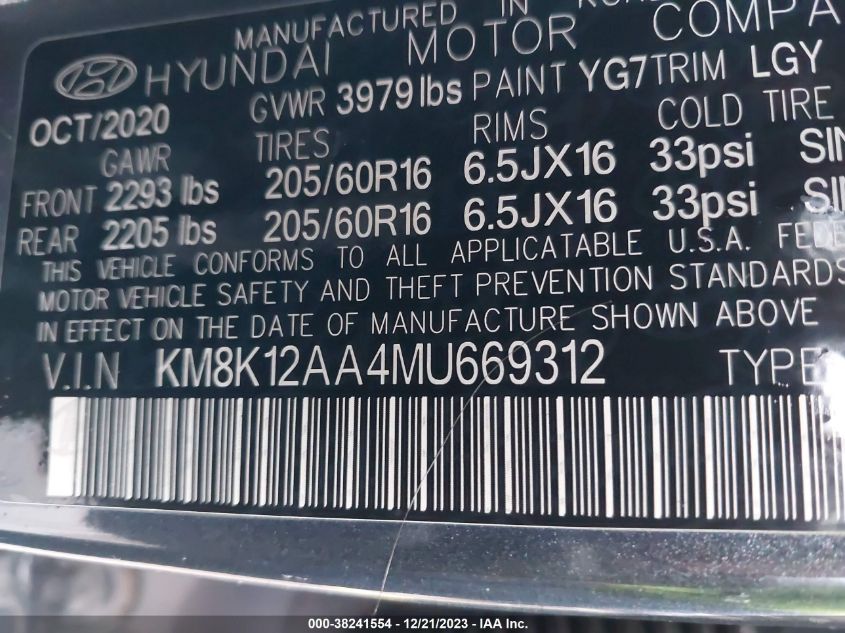 MANUFACTURED IN
HYUNDAI MOTOR
OCT/2020 GVWR 3979 lbs PAINT YG7 TRIM LGY
GAWR TIRES RIMS COLD TIRE
FRONT 2293 lbs 205/60R16 6.5JX16 33psi
REAR 2205 lbs 205/60R16 6.5JX16 33psi
THIS VEHICLE CONFORMS TO ALL APPLICATABLE U.S.A.
MOTOR VEHICLE SAFETY AND THEFT PREVENTION STANDARDS
IN EFFECT ON THE DATE OF MANUFACTURE SHOWN ABOVE
V.I.N KM8K12AA4MU669312 TYPE
000-38241554 - 12/21/2023 - IAA Inc.